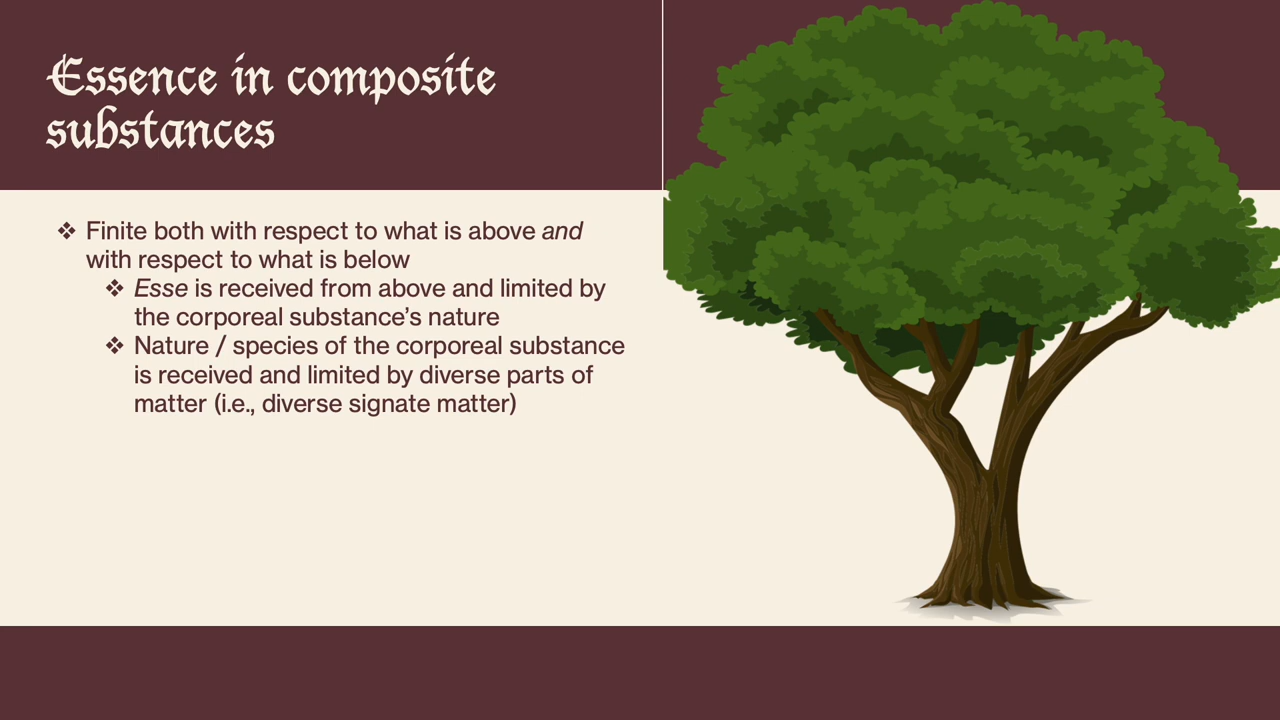 Essence in composite
substances
❖ Finite both with respect to what is above and
with respect to what is below
❖ Esse is received from above and limited by
the corporeal substance’s nature
❖ Nature / species of the corporeal substance
is received and limited by diverse parts of
matter (i.e., diverse signate matter)